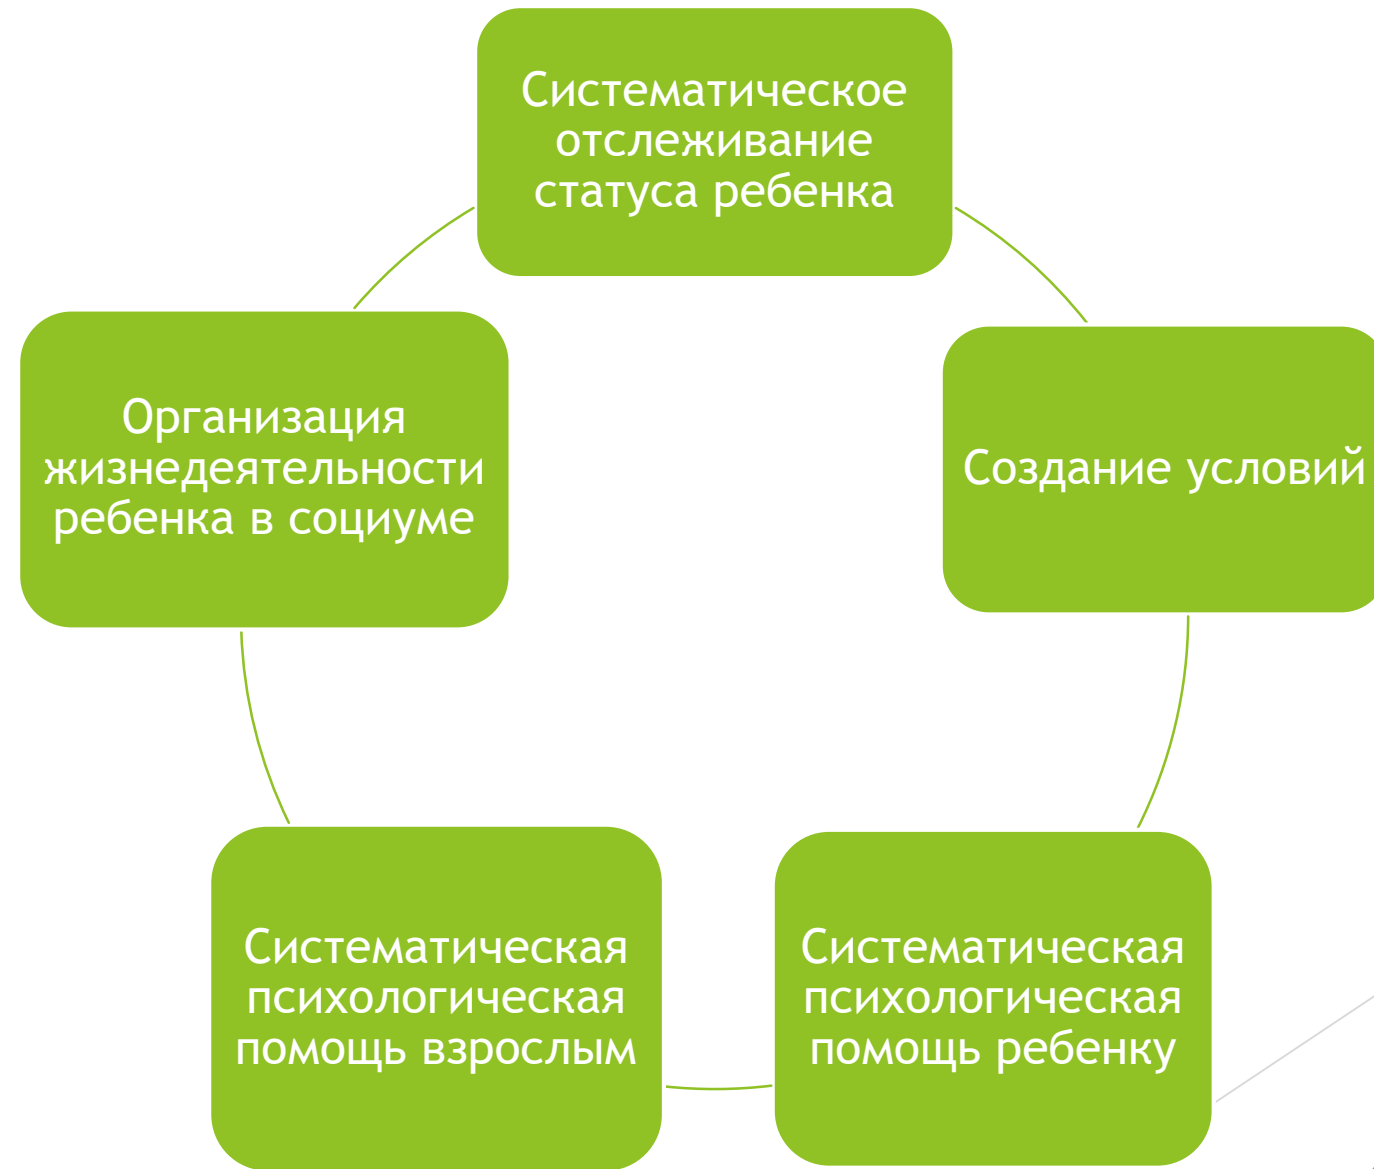 Систематическое
отслеживание
статуса ребенка
Создание условий
Систематическая
психологическая
помощь ребенку
Систематическая
психологическая
помощь взрослым
Организация
жизнедеятельности
ребенка в социуме